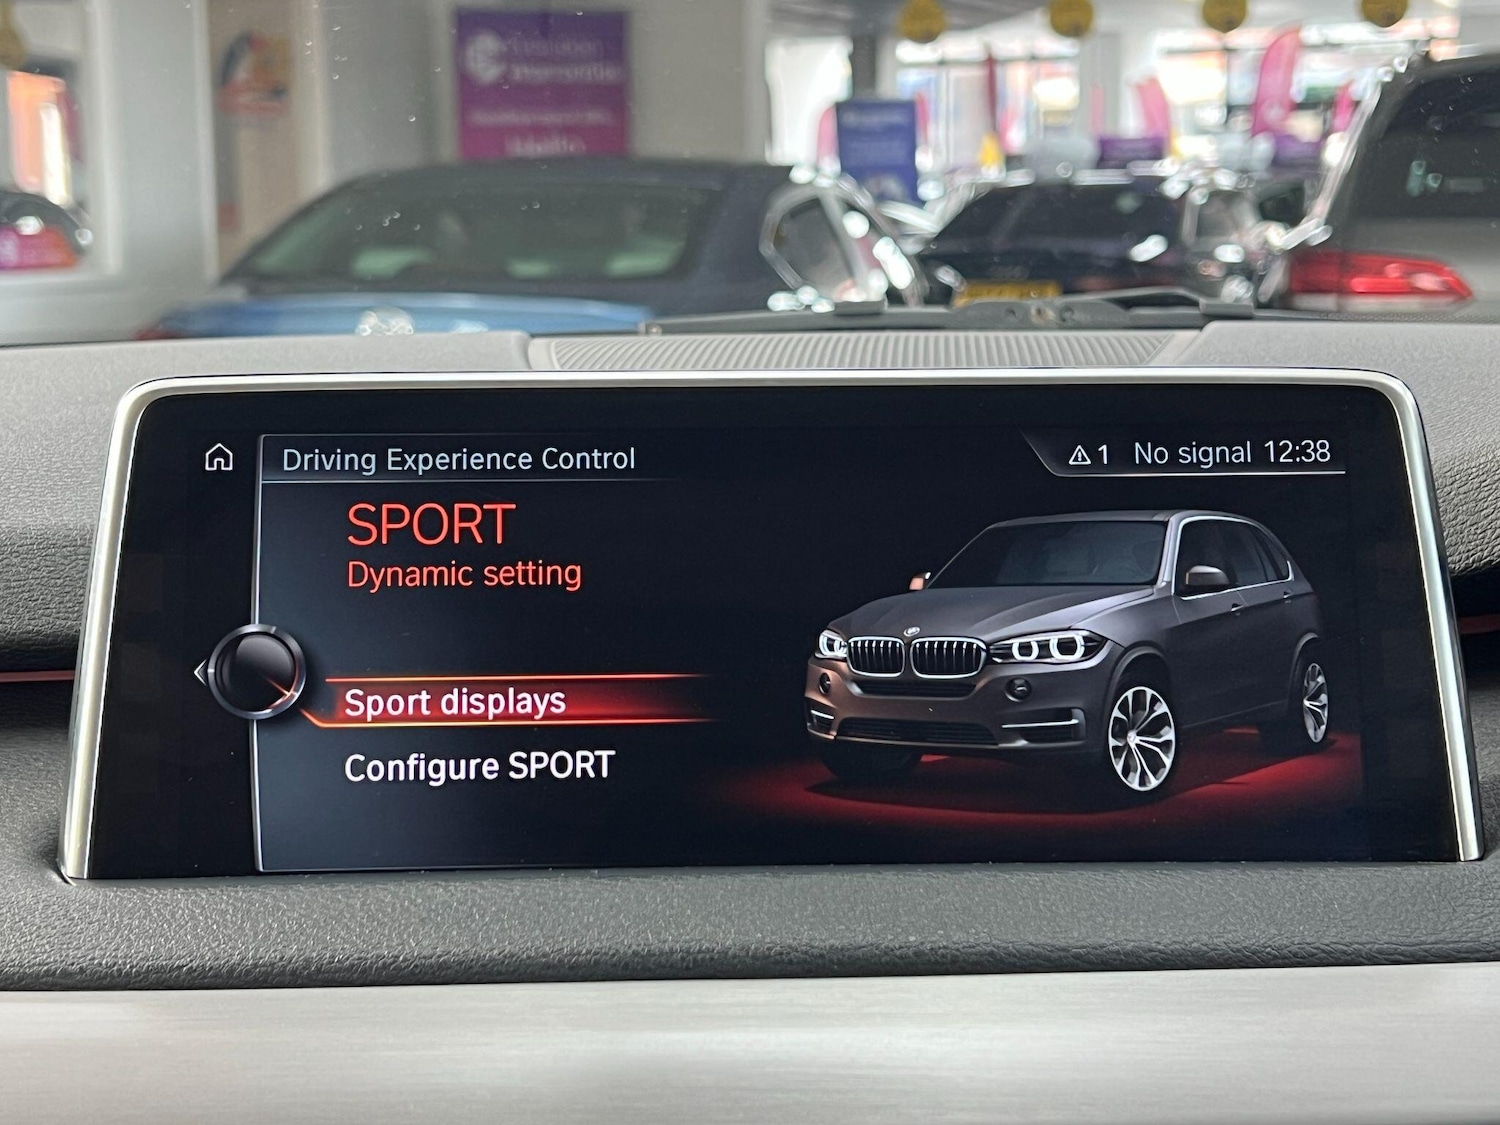 Driving Experience Control
1 No signal 12:38
SPORT
Dynamic setting
Sport displays
Configure SPORT